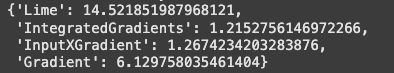 {'Lime': 14.521851987968121,
'IntegratedGradients': 1.2152756146972266,
'InputXGradient': 1.2674234203283876,
'Gradient': 6.129758035461404}